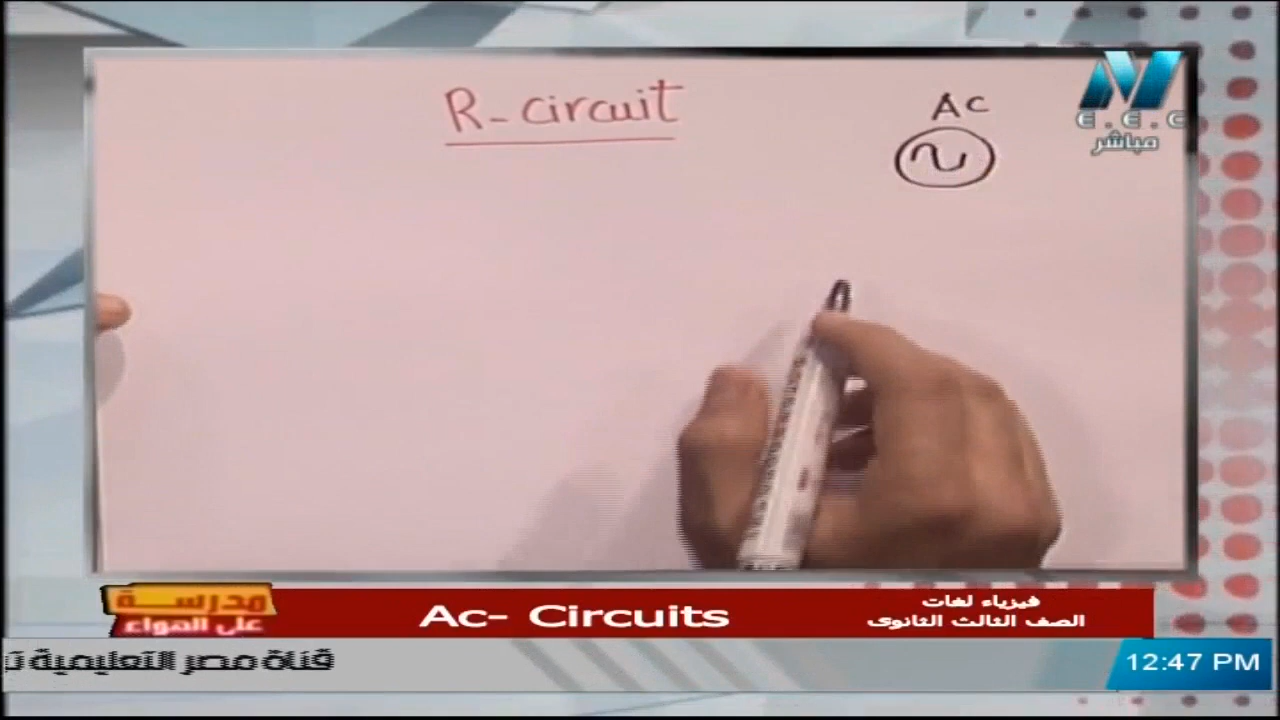 R-circuit
Ac
E.E.C
مباشر
مدرسة
على الهواء
Ac- Circuits
فيزياء لغات
الصف الثالث الثانوى
قناة مصر التعليمية
12:47 PM